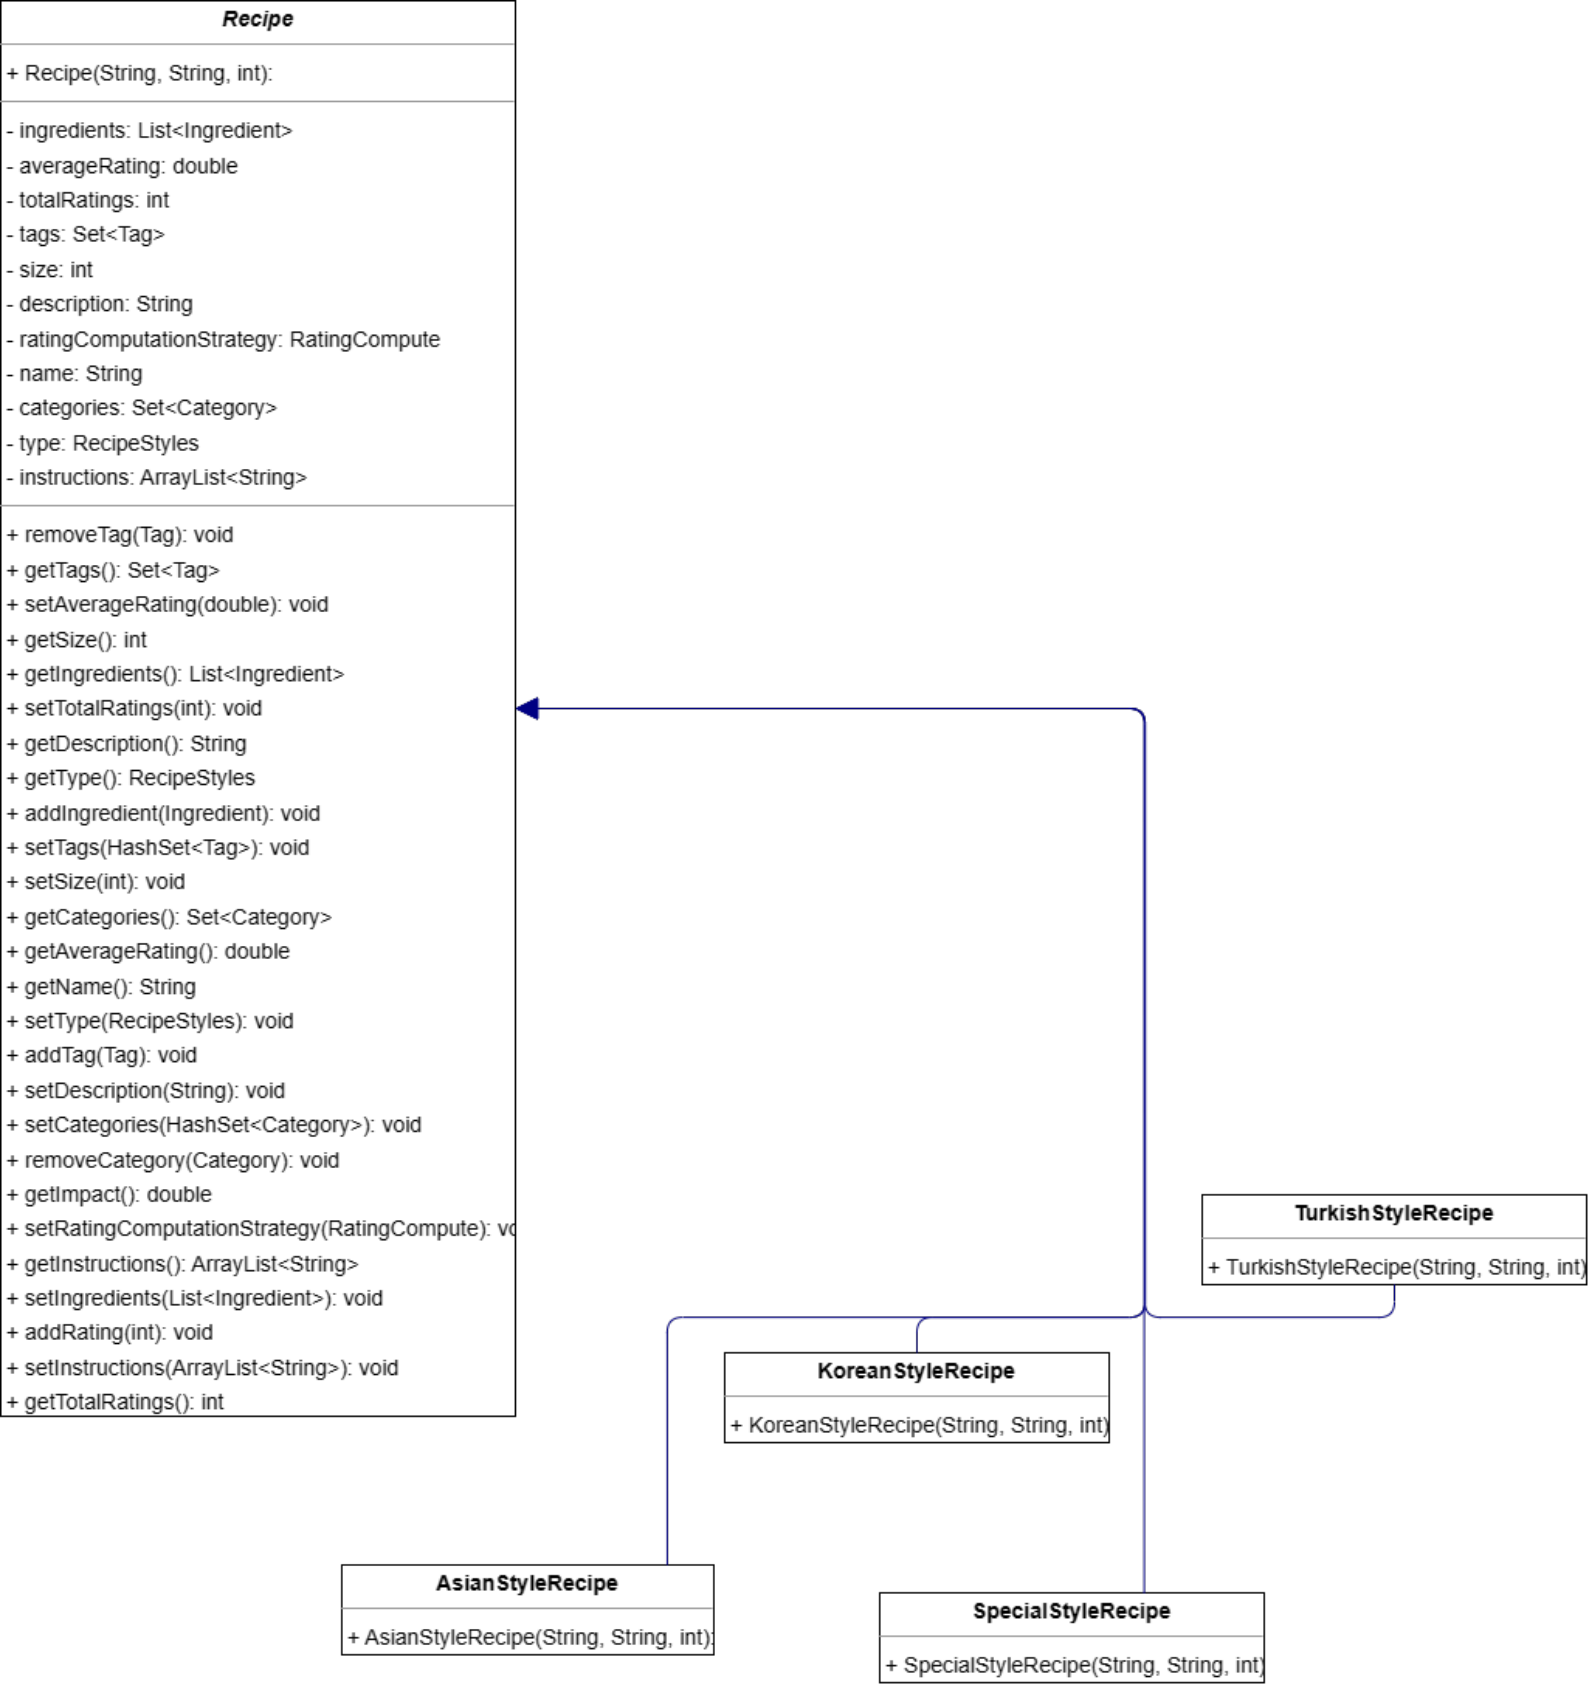 Recipe
+ Recipe(String, String, int):
- ingredients: List<Ingredient>
- averageRating: double
- totalRatings: int
- tags: Set<Tag>
- size: int
- description: String
- ratingComputationStrategy: RatingCompute
- name: String
- categories: Set<Category>
- type: RecipeStyles
- instructions: ArrayList<String>
+ removeTag(Tag): void
+ getTags(): Set<Tag>
+ setAverageRating(double): void
+ getSize(): int
+ getIngredients(): List<Ingredient>
+ setTotalRatings(int): void
+ getDescription(): String
+ getType(): RecipeStyles
+ addIngredient(Ingredient): void
+ setTags(HashSet<Tag>): void
+ setSize(int): void
+ getCategories(): Set<Category>
+ getAverageRating(): double
+ getName(): String
+ setType(RecipeStyles): void
+ addTag(Tag): void
+ setDescription(String): void
+ setCategories(HashSet<Category>): void
+ removeCategory(Category): void
+ getImpact(): double
+ setRatingComputationStrategy(RatingCompute):
+ getInstructions(): ArrayList<String>
+ setIngredients(List<Ingredient>): void
+ addRating(int): void
+ setInstructions(ArrayList<String>): void
+ getTotalRatings(): int
TurkishStyleRecipe
+ TurkishStyleRecipe(String, String, int)
KoreanStyleRecipe
+ KoreanStyleRecipe(String, String, int)
AsianStyleRecipe
+ AsianStyleRecipe(String, String, int):
SpecialStyleRecipe
+ SpecialStyleRecipe(String, String, int)